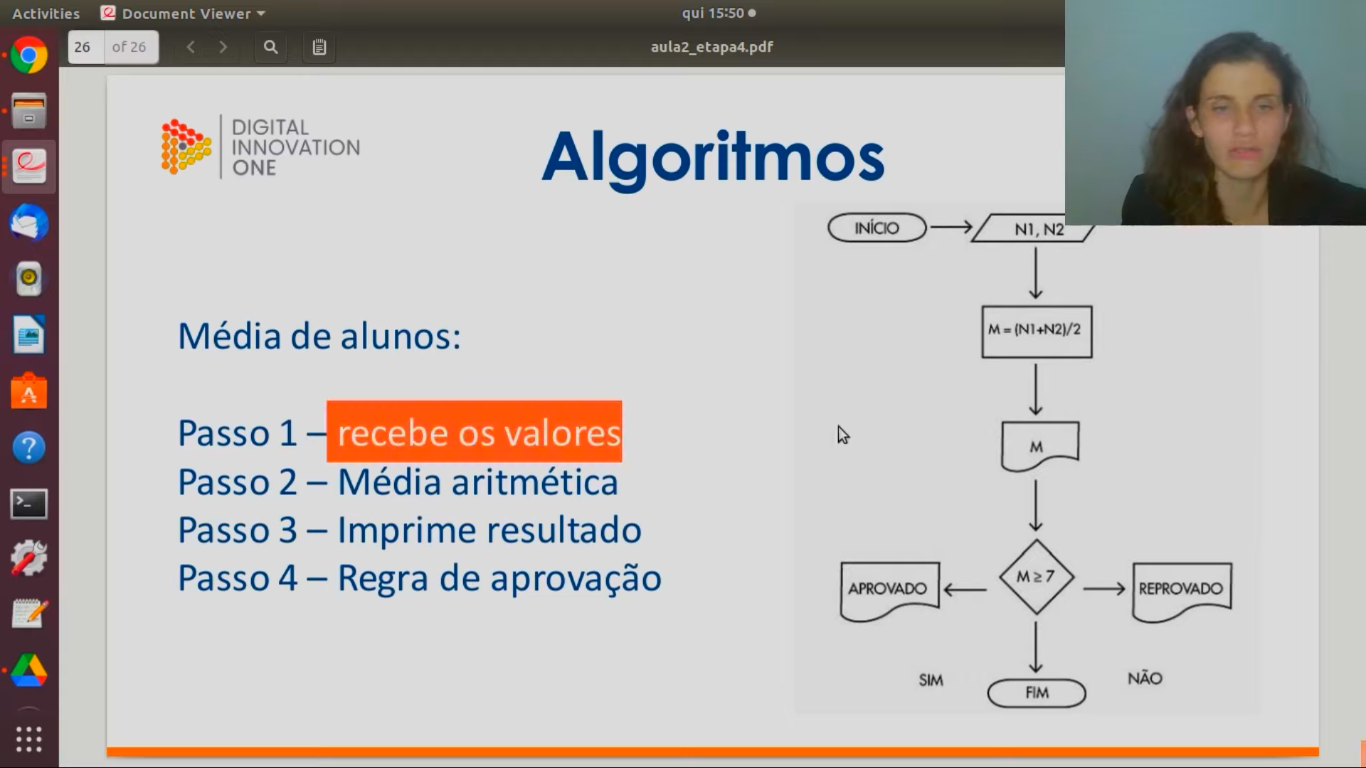 Activities
Document Viewer
qui 15:50
26
of 26
aula2_etapa4.pdf
DIGITAL
INNOVATION
ONE
Algoritmos
Média de alunos:
Passo 1 – recebe os valores
Passo 2 – Média aritmética
Passo 3 – Imprime resultado
Passo 4 – Regra de aprovação
INÍCIO
N1, N2
M = (N1+N2)/2
M
M ≥ 7
APROVADO
REPROVADO
SIM
NÃO
FIM